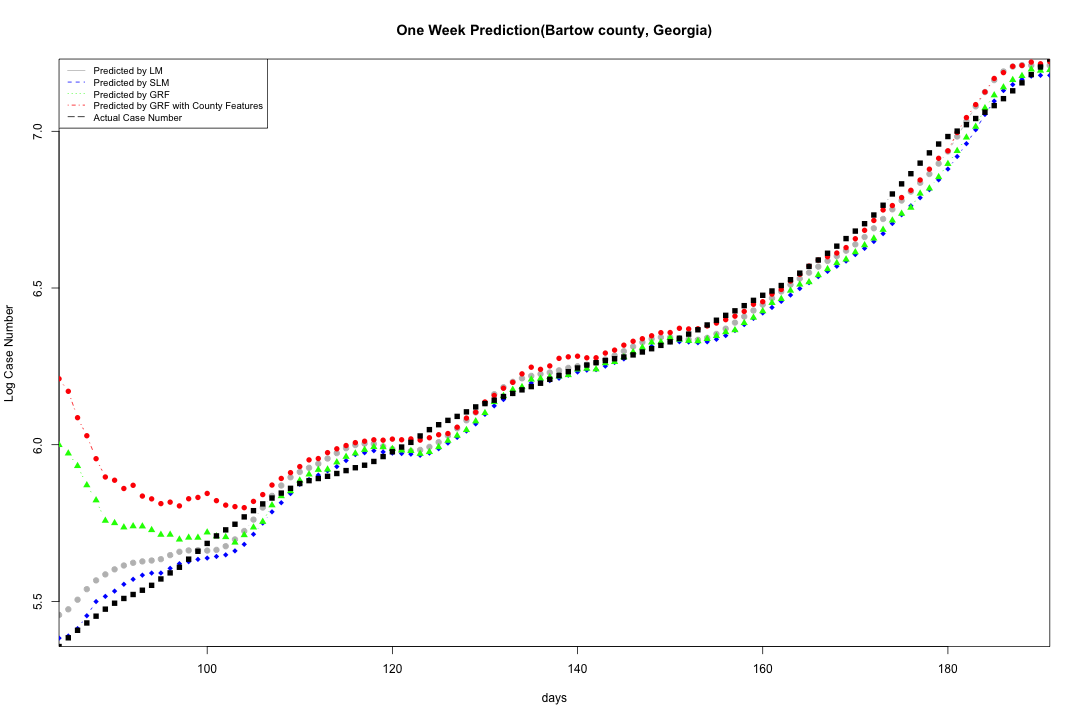 One Week Prediction(Bartow county, Georgia)
Predicted by LM
Predicted by SLM
Predicted by GRF
Predicted by GRF with County Features
Actual Case Number
7.0
6.5
6.0
5.5
Log Case Number
100 120 140 160 180
days